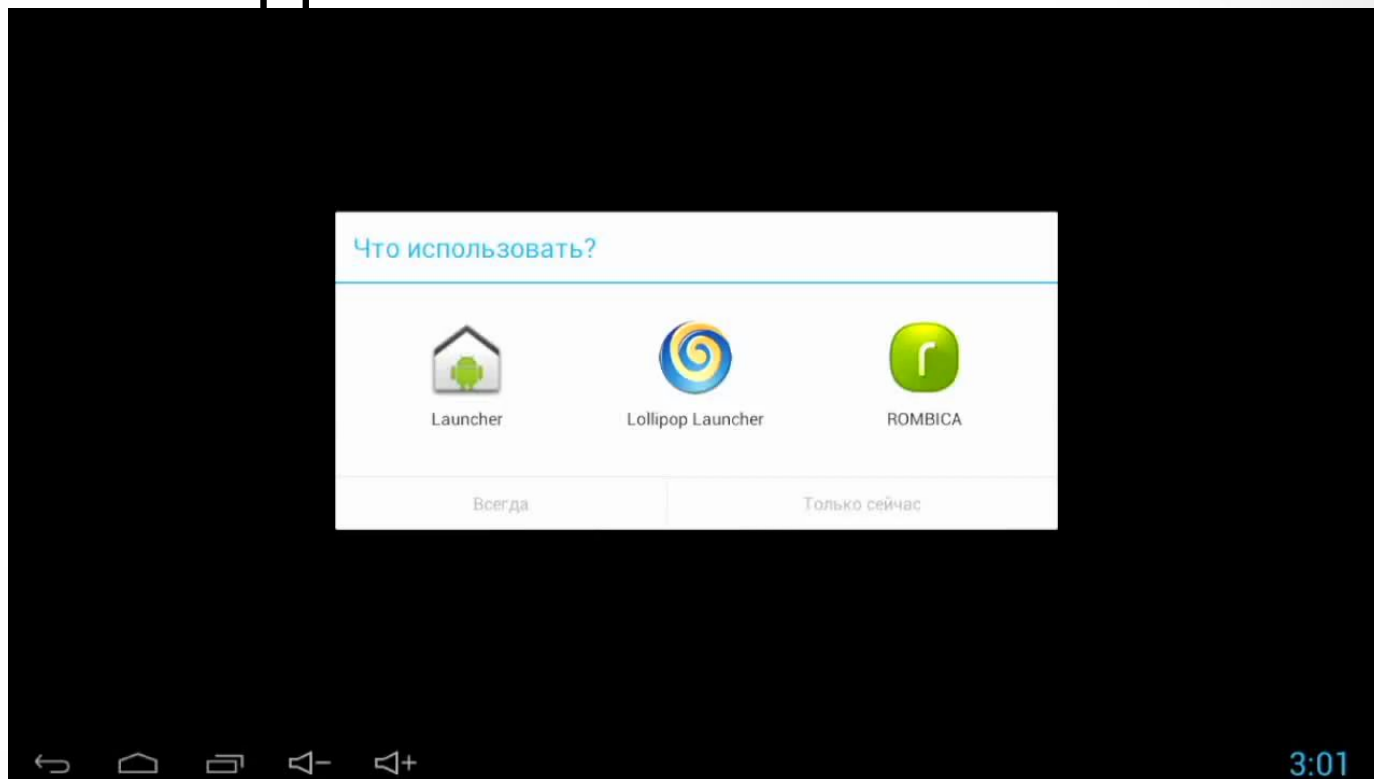 Что использовать?
Launcher
Lollipop Launcher
ROMBICA
Всегда
Только сейчас
3:01